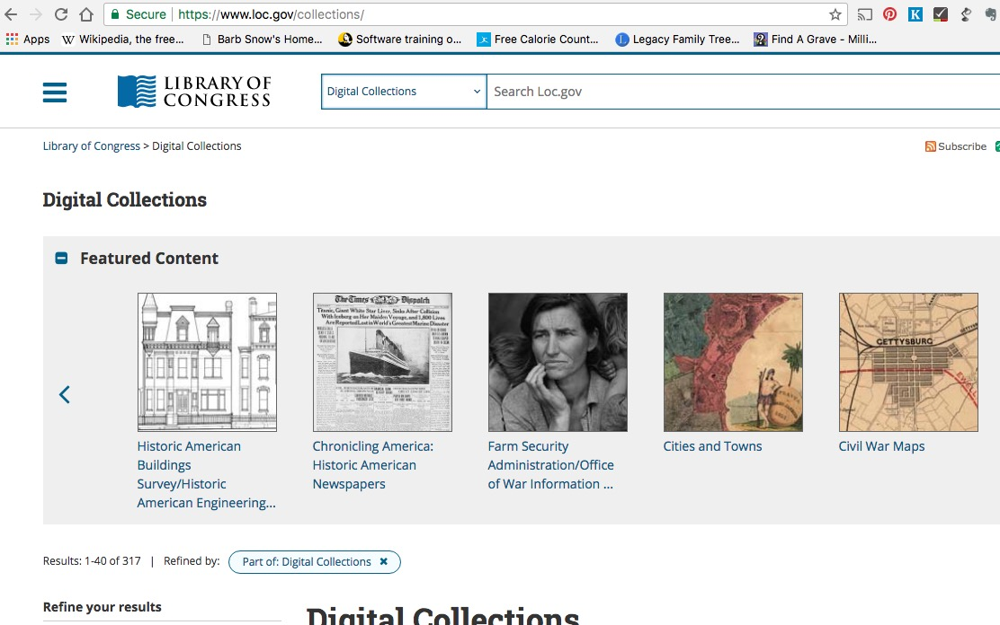 Secure https://www.loc.gov/collections/
Apps W Wikipedia, the free... Barb Snow's Home... Software training o... Free Calorie Count... Legacy Family Tree... Find A Grave - Milli...
LIBRARY OF
CONGRESS
Digital Collections Search Loc.gov
Library of Congress > Digital Collections Subscribe
Digital Collections
Featured Content
The Times Dispatch
Titanic, Giant White Star Liner, Sinks After Collision
With Iceberg on Her Maiden Voyage, and 1,800 Lives
Are Reported Lost in World's Greatest Marine Disaster
GETTYSBURG
Historic American
Buildings
Survey/Historic
American Engineering...
Chronicling America:
Historic American
Newspapers
Farm Security
Administration/Office
of War Information ...
Cities and Towns
Civil War Maps
Results: 1-40 of 317 | Refined by: Part of: Digital Collections ×
Refine your results
Digital Collections